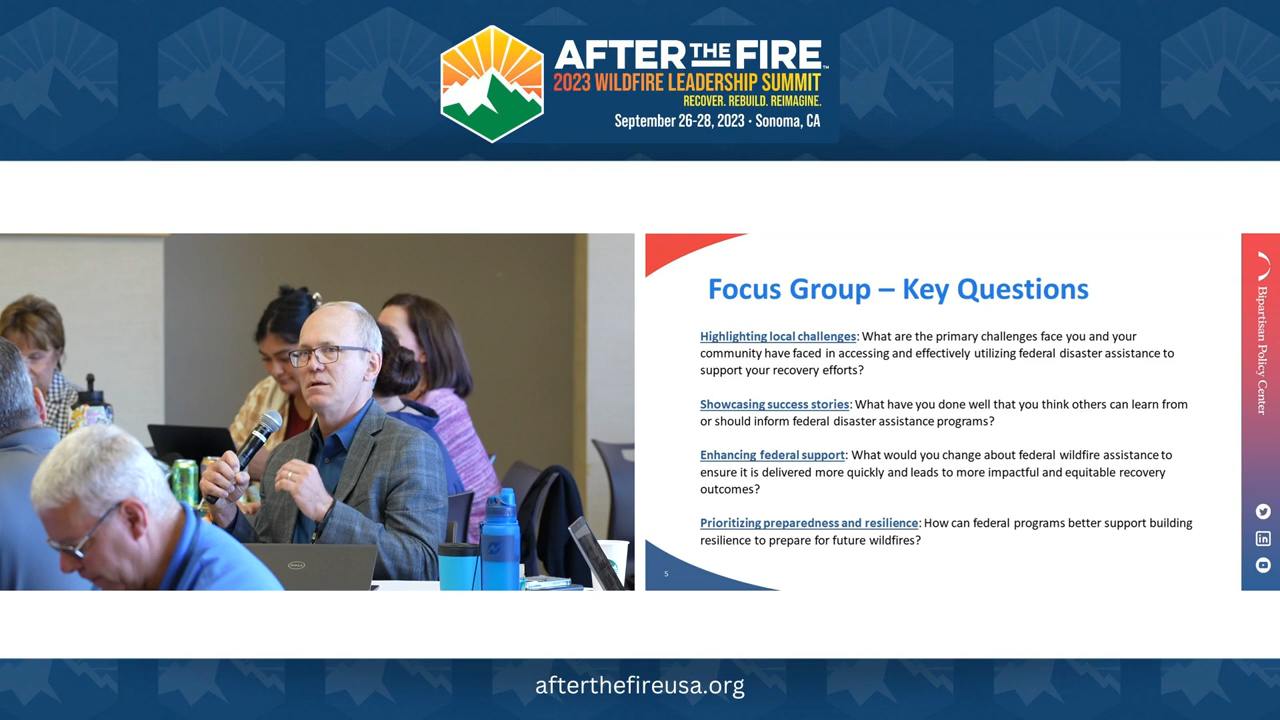 AFTER THE FIRE™
2023 WILDFIRE LEADERSHIP SUMMIT
RECOVER. REBUILD. REIMAGINE.
September 26-28, 2023 • Sonoma, CA
DELL
Focus Group – Key Questions
Highlighting local challenges: What are the primary challenges face you and your
community have faced in accessing and effectively utilizing federal disaster assistance to
support your recovery efforts?
Showcasing success stories: What have you done well that you think others can learn from
or should inform federal disaster assistance programs?
Enhancing federal support: What would you change about federal wildfire assistance to
ensure it is delivered more quickly and leads to more impactful and equitable recovery
outcomes?
Prioritizing preparedness and resilience: How can federal programs better support building
resilience to prepare for future wildfires?
5
Bipartisan Policy Center
in
afterthefireusa.org